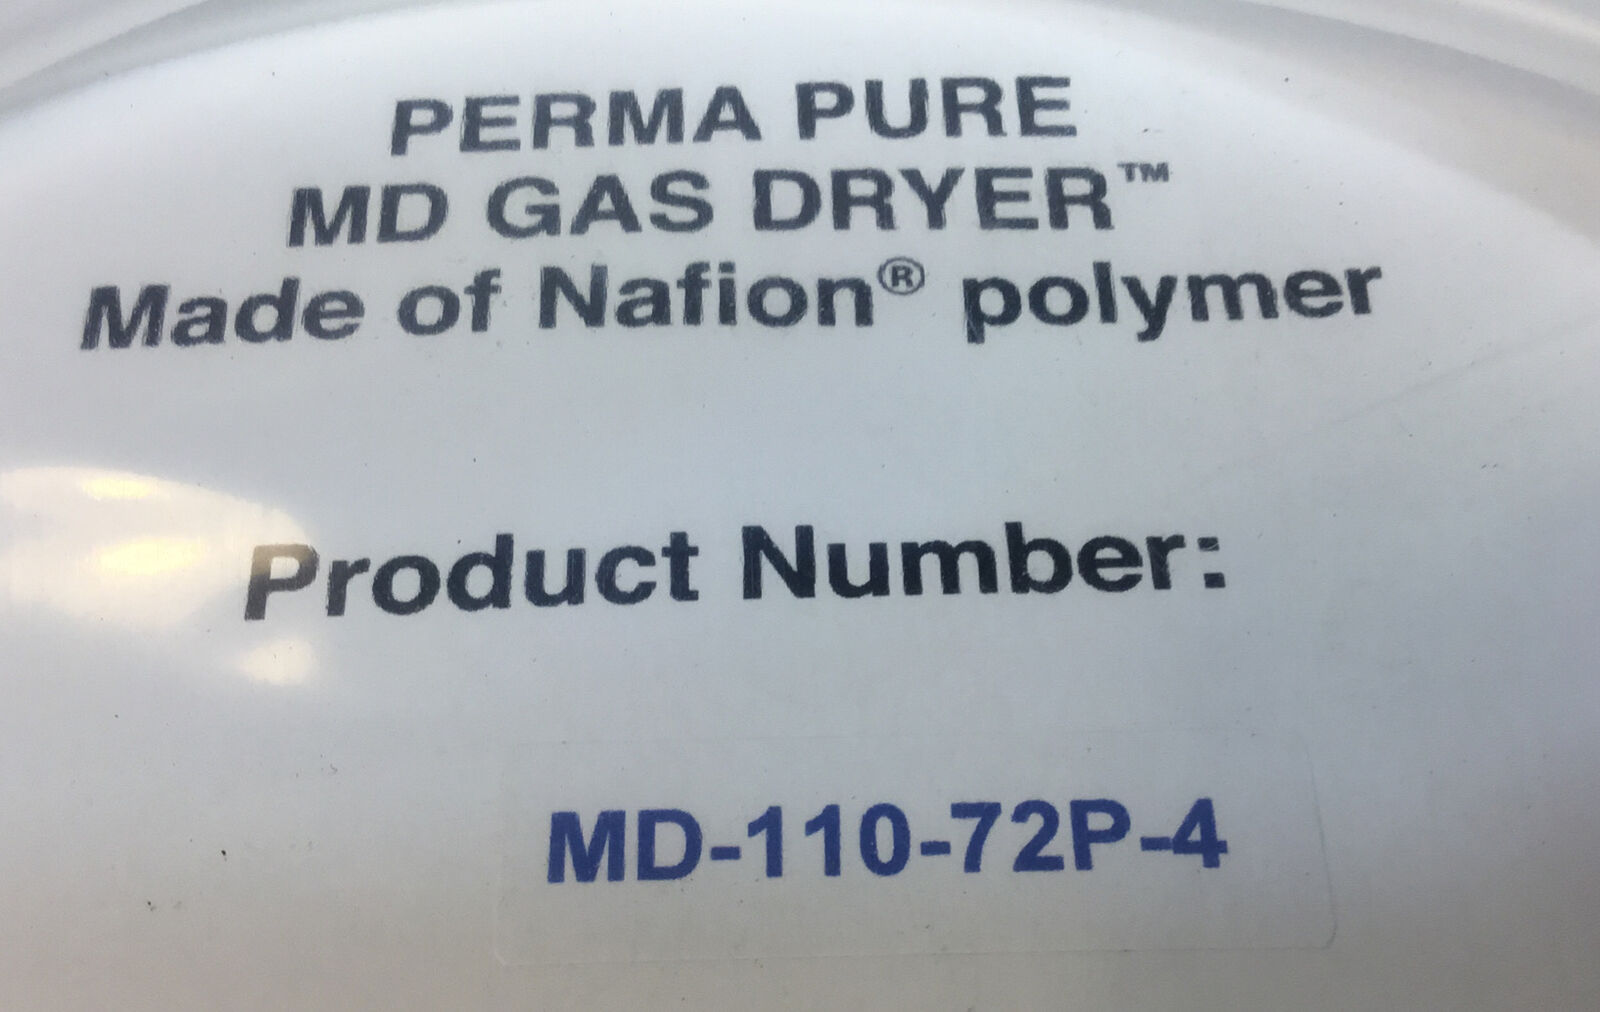 PERMA PURE
MD GAS DRYER™
Made of Nafion® polymer
Product Number:
MD-110-72P-4